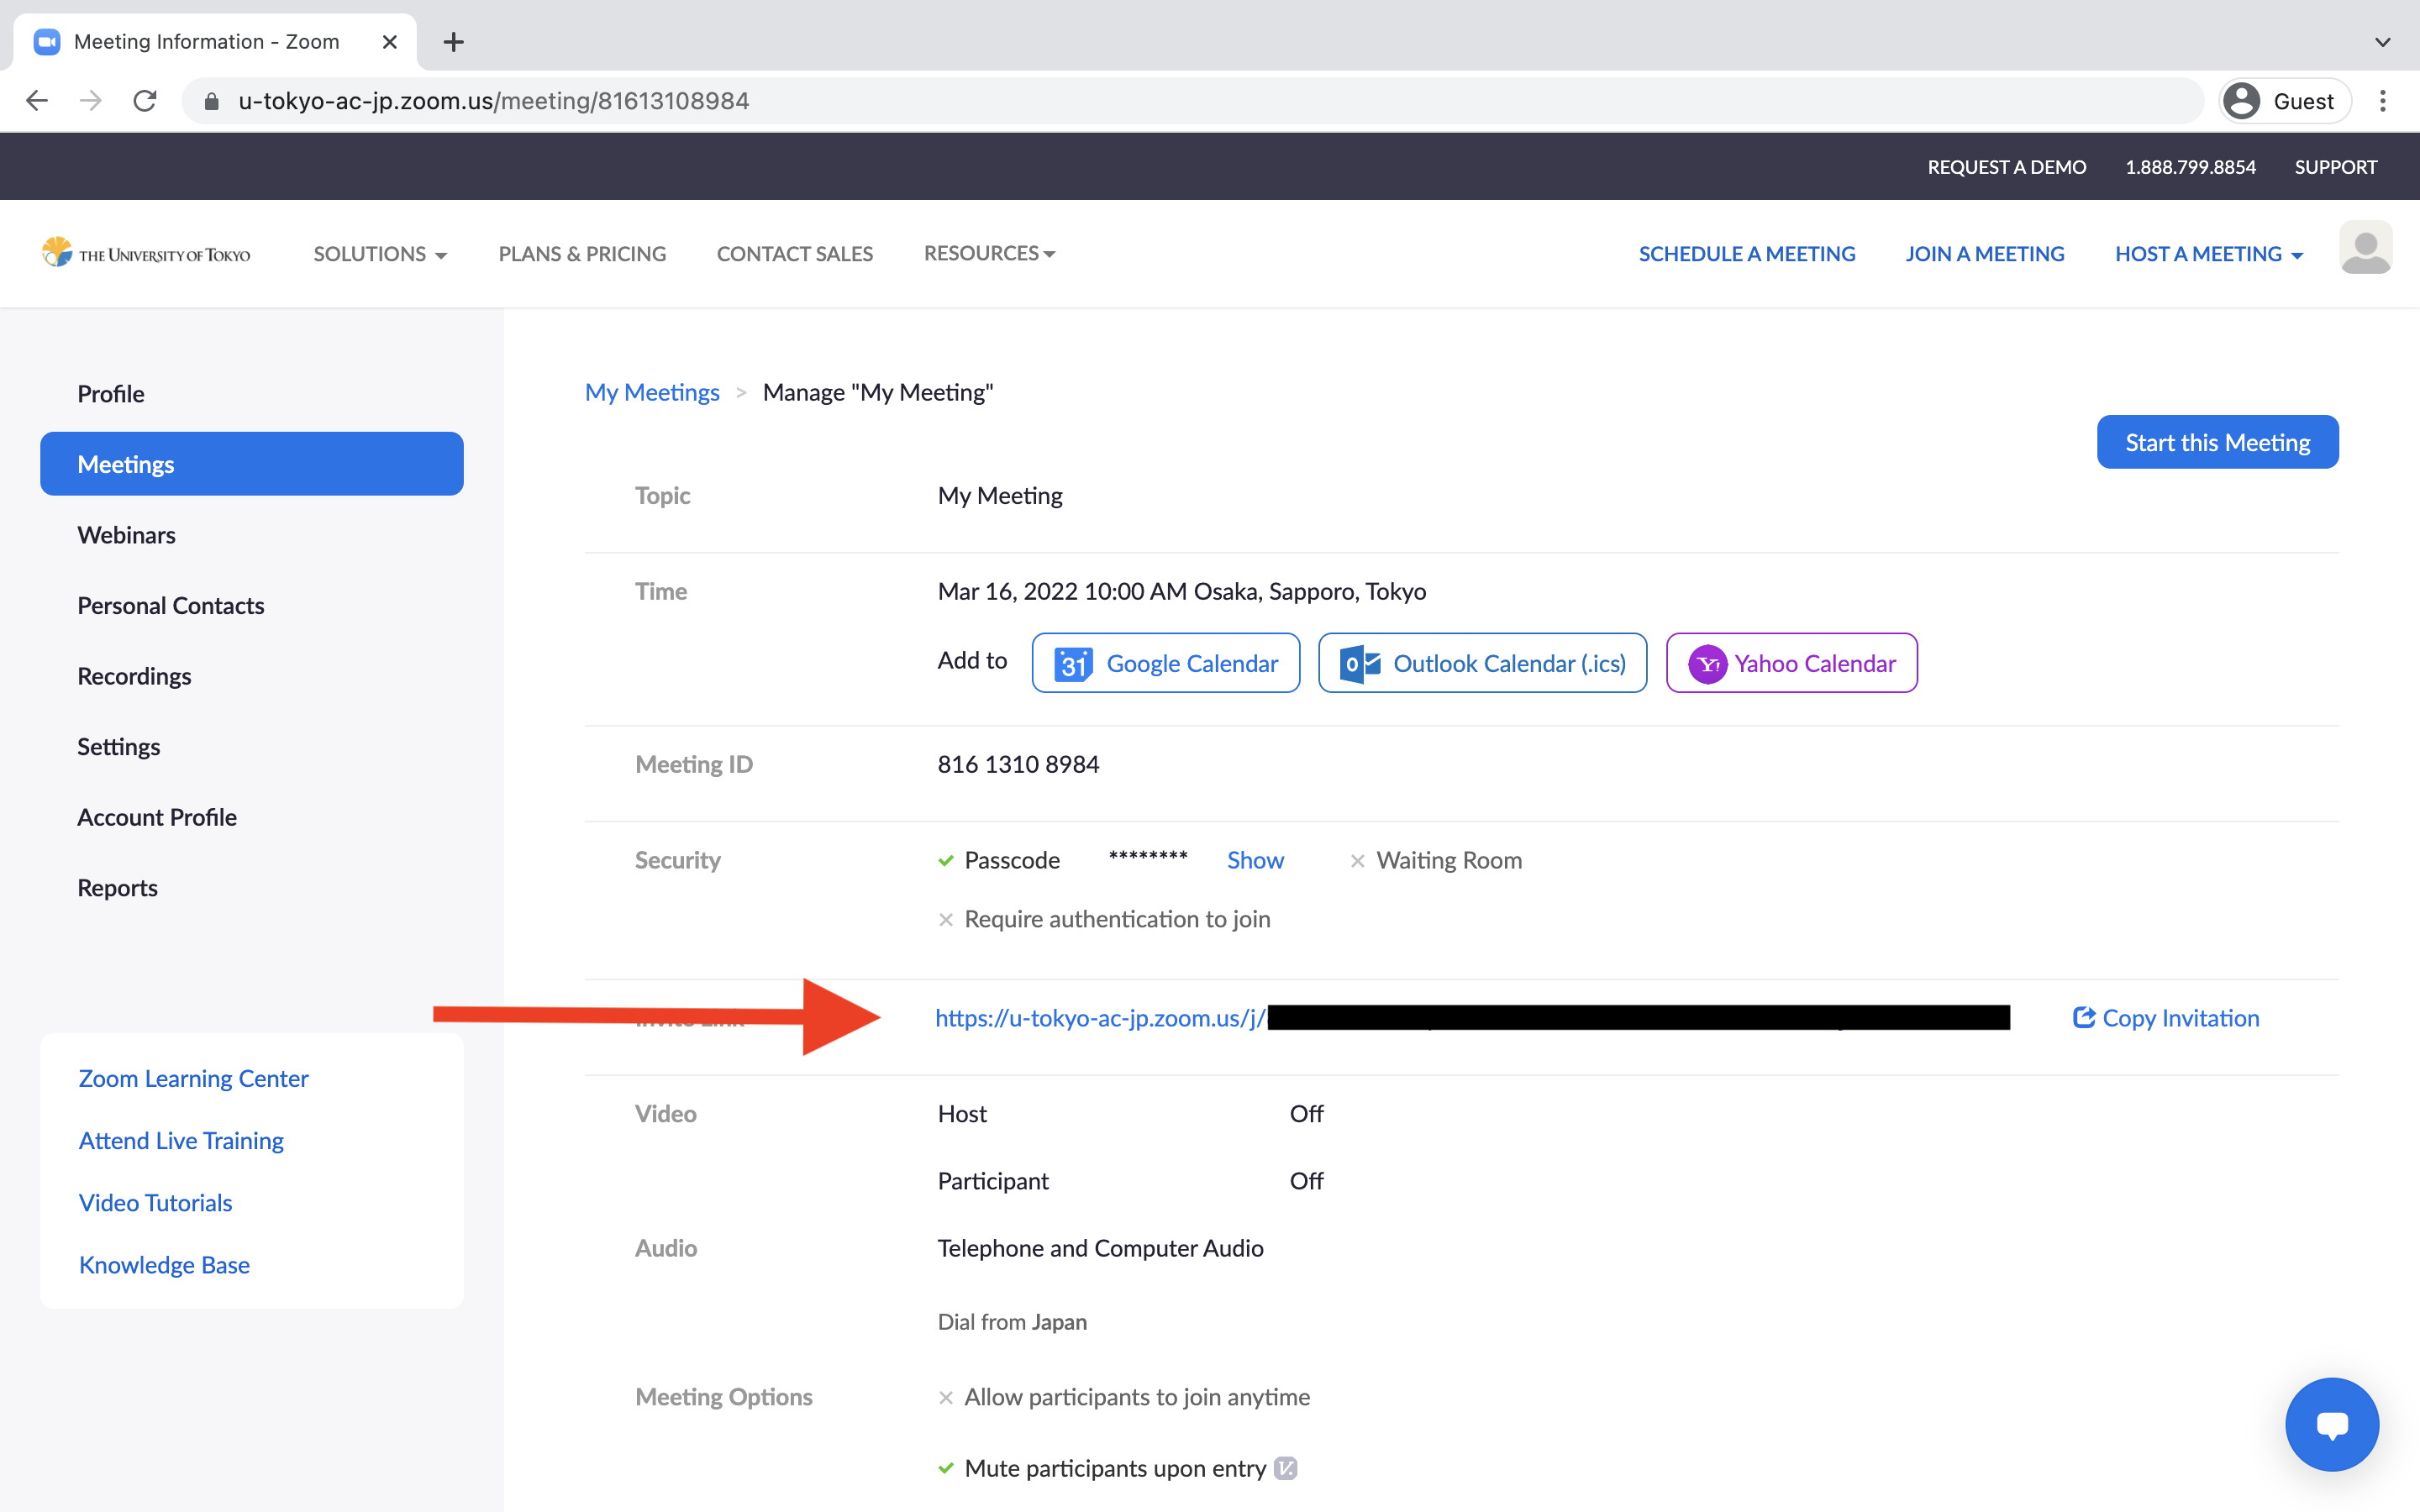 Meeting Information - Zoom
u-tokyo-ac-jp.zoom.us/meeting/81613108984
Guest
REQUEST A DEMO 1.888.799.8854 SUPPORT
THE UNIVERSITY OF TOKYO SOLUTIONS PLANS & PRICING CONTACT SALES RESOURCES SCHEDULE A MEETING JOIN A MEETING HOST A MEETING
Profile
Meetings
Webinars
Personal Contacts
Recordings
Settings
Account Profile
Reports
Zoom Learning Center
Attend Live Training
Video Tutorials
Knowledge Base
My Meetings > Manage "My Meeting"
Start this Meeting
Topic My Meeting
Time Mar 16, 2022 10:00 AM Osaka, Sapporo, Tokyo
Add to 31 Google Calendar Outlook Calendar (.ics) Y! Yahoo Calendar
Meeting ID 816 1310 8984
Security Passcode ******** Show Waiting Room
Require authentication to join
https://u-tokyo-ac-jp.zoom.us/j/ Copy Invitation
Video Host Off
Participant Off
Audio Telephone and Computer Audio
Dial from Japan
Meeting Options Allow participants to join anytime
Mute participants upon entry